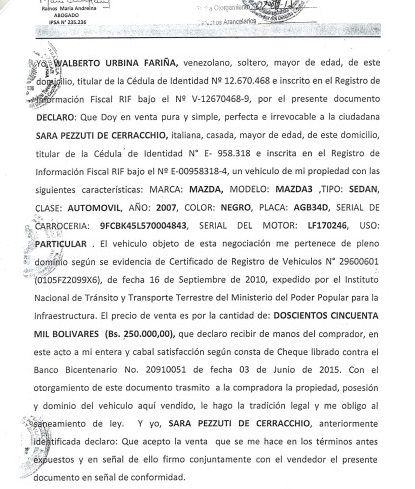 Ramos María Andreina
ABOGADO
IPSA N° 235.236
Aranceleros
Yo, WALBERTO URBINA FARIÑA, venezolano, soltero, mayor de edad, de este
domicilio, titular de la Cédula de Identidad Nº 12.670.468 e inscrito en el Registro de
Información Fiscal RIF bajo el Nº V-12670468-9, por el presente documento
DECLARO: Que Doy en venta pura y simple, perfecta e irrevocable a la ciudadana
SARA PEZZUTI DE CERRACCHIO, italiana, casada, mayor de edad, de este domicilio,
titular de la Cédula de Identidad N° E- 958.318 e inscrita en el Registro de
Información Fiscal RIF bajo el Nº E-00958318-4, un vehiculo de mi propiedad con las
siguientes características: MARCA: MAZDA, MODELO: MAZDA3 ,TIPO: SEDAN,
CLASE: AUTOMOVIL, AÑO: 2007, COLOR: NEGRO, PLACA: AGB34D, SERIAL DE
CARROCERIA: 9FCBK45L570004843, SERIAL DEL MOTOR: LF170246, USO:
PARTICULAR . El vehiculo objeto de esta negociación me pertenece de pleno
dominio según se evidencia de Certificado de Registro de Vehiculos N° 29600601
(0105FZ2099X6), de fecha 16 de Septiembre de 2010, expedido por el Instituto
Nacional de Tránsito y Transporte Terrestre del Ministerio del Poder Popular para la
Infraestructura. El precio de venta es por la cantidad de: DOSCIENTOS CINCUENTA
MIL BOLIVARES (Bs. 250.000,00), que declaro recibir de manos del comprador, en
este acto a mi entera y cabal satisfacción según consta de Cheque librado contra el
Banco Bicentenario No. 20910051 de fecha 03 de Junio de 2015. Con el
otorgamiento de este documento trasmito a la compradora la propiedad, posesión
y dominio del vehiculo aquí vendido, le hago la tradición legal y me obligo al
saneamiento de ley. Y yo, SARA PEZZUTI DE CERRACCHIO, anteriormente
identificada declaro: Que acepto la venta que se me hace en los términos antes
expuestos y en señal de ello firmo conjuntamente con el vendedor el presente
documento en señal de conformidad.